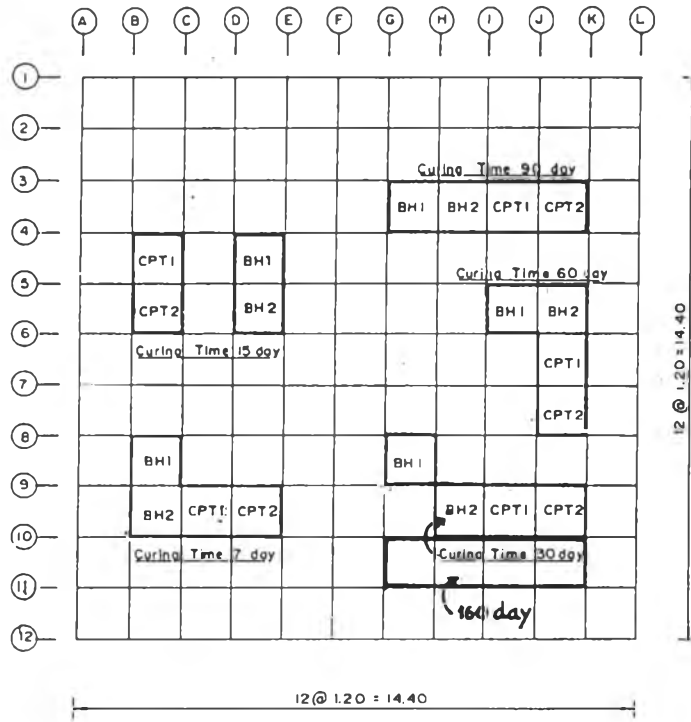 A B C D E F G H I J K L
1
2
3
Curing Time 90 day
BH1 BH2 CPT1 CPT2
4
CPT1 BH1
Curing Time 60 day
5
CPT2 BH2 BH1 BH2
6
Curing Time 15 day
CPT1
7
CPT2
8
BH1 BH1
9
BH2 CPT1 CPT2 BH2 CPT1 CPT2
10
Curing Time 7 day Curing Time 30 day
11
160 day
12
12 @ 1.20 = 14.40
12 @ 1.20 = 14.40